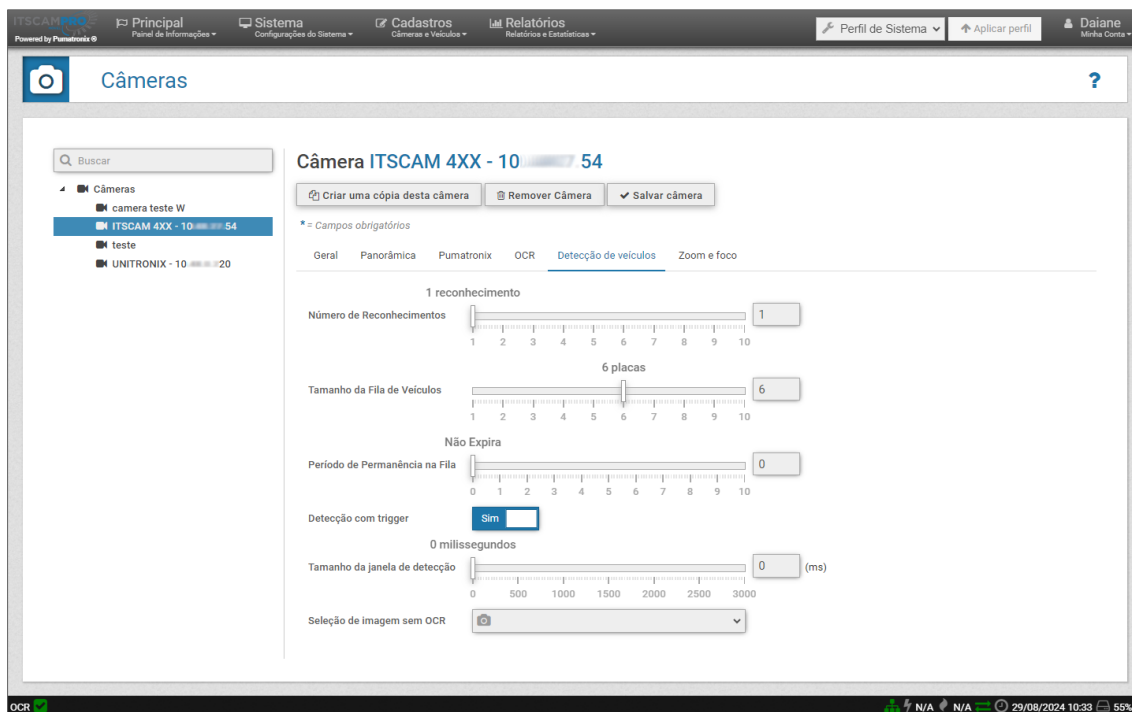 ITSCAMPRO
Powered by Pumatronix ®
Principal
Painel de Informações
Sistema
Configurações do Sistema
Cadastros
Câmeras e Veículos
Relatórios
Relatórios e Estatísticas
Perfil de Sistema
Aplicar perfil
Daiane
Minha Conta
Câmeras
?
Buscar
Câmeras
camera teste W
ITSCAM 4XX - 10 54
teste
UNITRONIX - 10 20
Câmera ITSCAM 4XX - 10 54
Criar uma cópia desta câmera
Remover Câmera
Salvar câmera
* = Campos obrigatórios
Geral Panorâmica Pumatronix OCR Detecção de veículos Zoom e foco
1 reconhecimento
Número de Reconhecimentos 1
1 2 3 4 5 6 7 8 9 10
6 placas
Tamanho da Fila de Veículos 6
1 2 3 4 5 6 7 8 9 10
Não Expira
Período de Permanência na Fila 0
0 1 2 3 4 5 6 7 8 9 10
Detecção com trigger Sim
0 milissegundos
Tamanho da janela de detecção 0 (ms)
0 500 1000 1500 2000 2500 3000
Seleção de imagem sem OCR
OCR N/A N/A 29/08/2024 10:33 55%